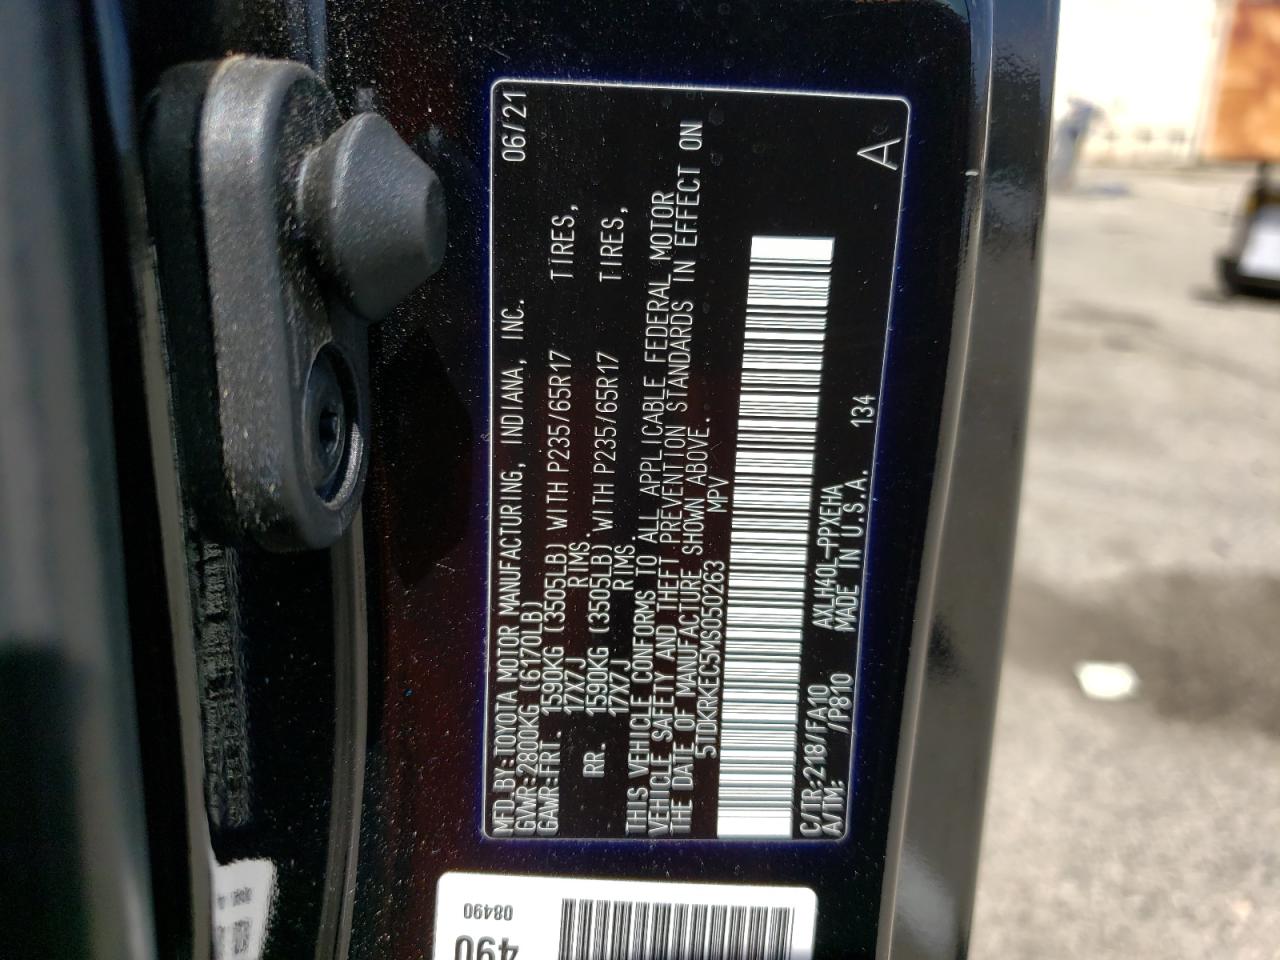 MFD.BY:TOYOTA MOTOR MANUFACTURING, INDIANA, INC. 06/21
GVWR:2800KG (6170LB)
GAWR:FRT. 1590KG (3505LB) WITH P235/65R17 TIRES,
17X7J RIMS.
RR. 1590KG (3505LB) WITH P235/65R17 TIRES,
17X7J RIMS.
THIS VEHICLE CONFORMS TO ALL APPLICABLE FEDERAL MOTOR
VEHICLE SAFETY AND THEFT PREVENTION STANDARDS IN EFFECT ON
THE DATE OF MANUFACTURE SHOWN ABOVE.
5TDKRKEC5MS050263 MPV
C/TR:218/FA10 AXLH40L-PPXEHA
A/TM: /P810 MADE IN U.S.A. 134
A
08490
490